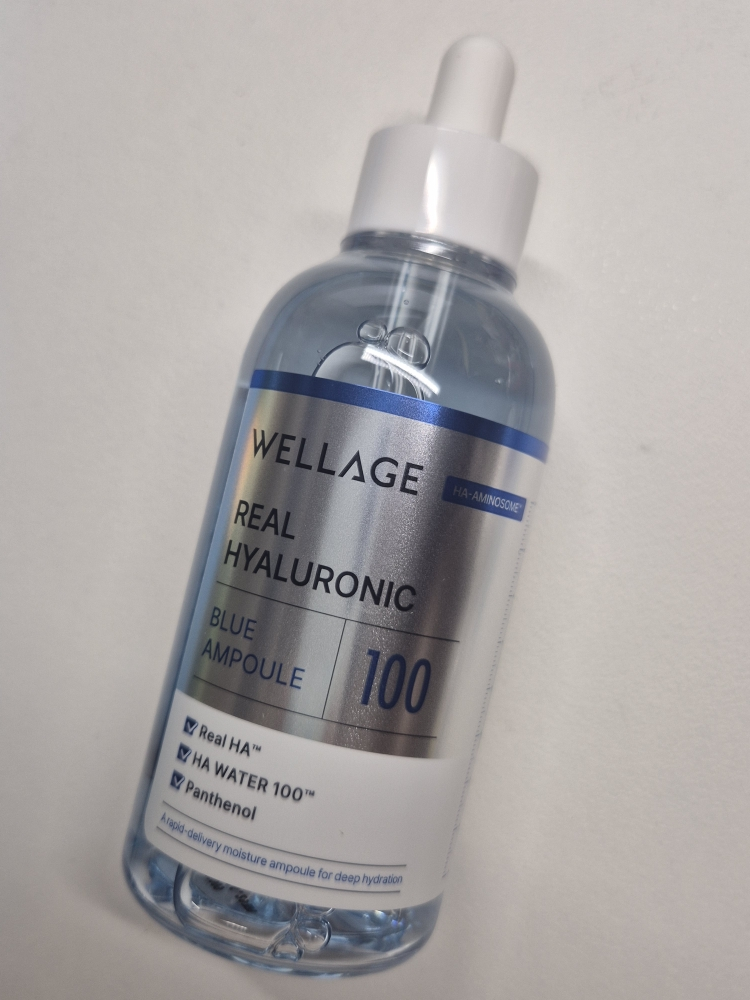 WELLAGE
HA-AMINOSOME™
REAL
HYALURONIC
BLUE
AMPOULE
100
Real HA™
HA WATER 100™
Panthenol
A rapid-delivery moisture ampoule for deep hydration